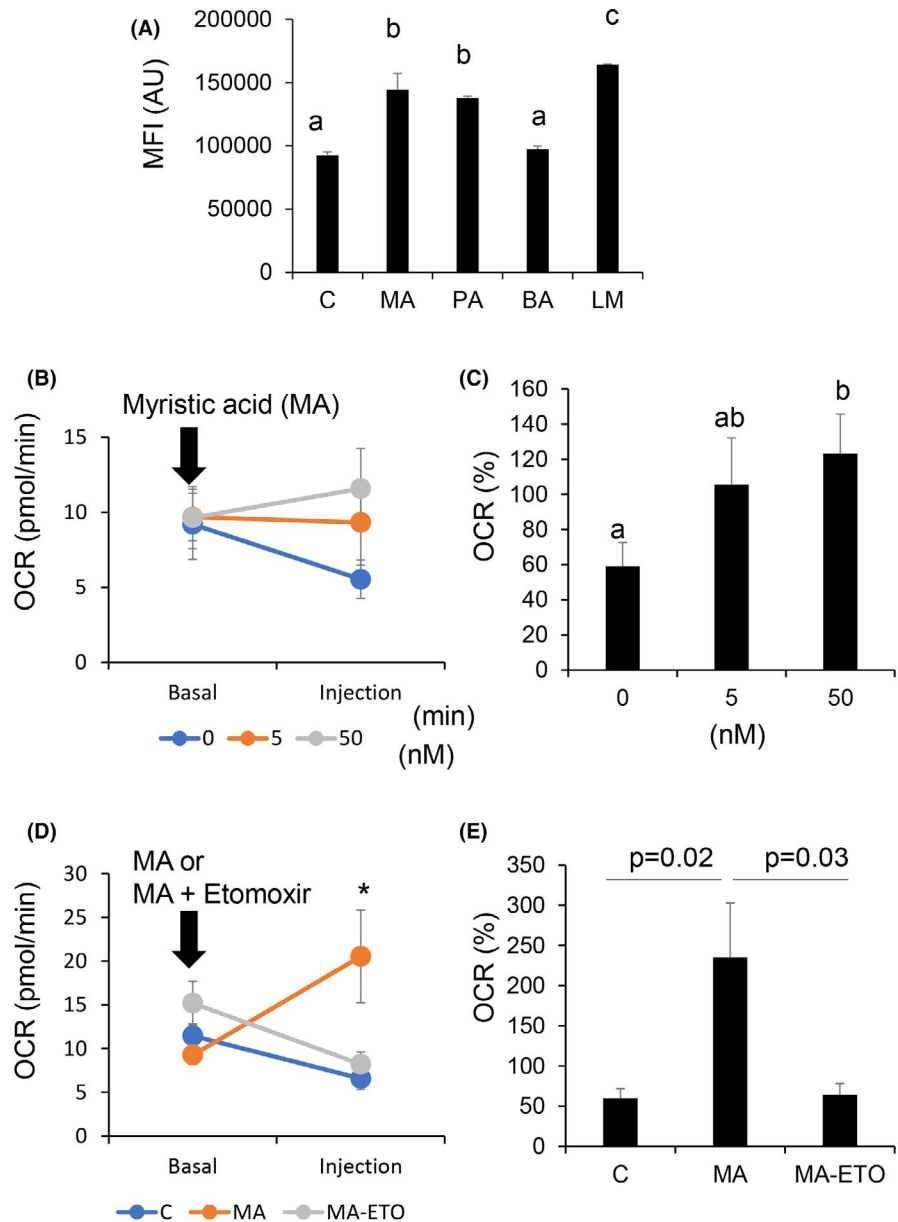 (A)
MFI (AU)
200000
150000
100000
50000
0
a
b
b
a
c
C MA PA BA LM
(B)
Myristic acid (MA)
OCR (pmol/min)
15
10
5
0
Basal Injection
(min)
0 5 50 (nM)
(C)
OCR (%)
160
140
120
100
80
60
40
20
0
a
ab
b
0 5 50
(nM)
(D)
MA or
MA + Etomoxir
*
OCR (pmol/min)
30
25
20
15
10
5
0
Basal Injection
C MA MA-ETO
(E)
OCR (%)
350
300
250
200
150
100
50
0
p=0.02 p=0.03
C MA MA-ETO